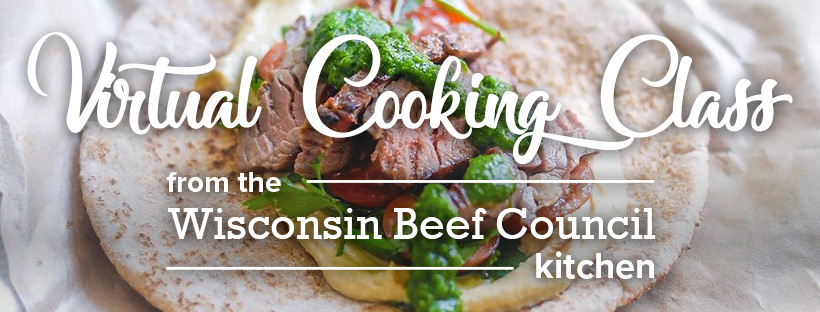 Virtual Cooking Class
from the
Wisconsin Beef Council
kitchen